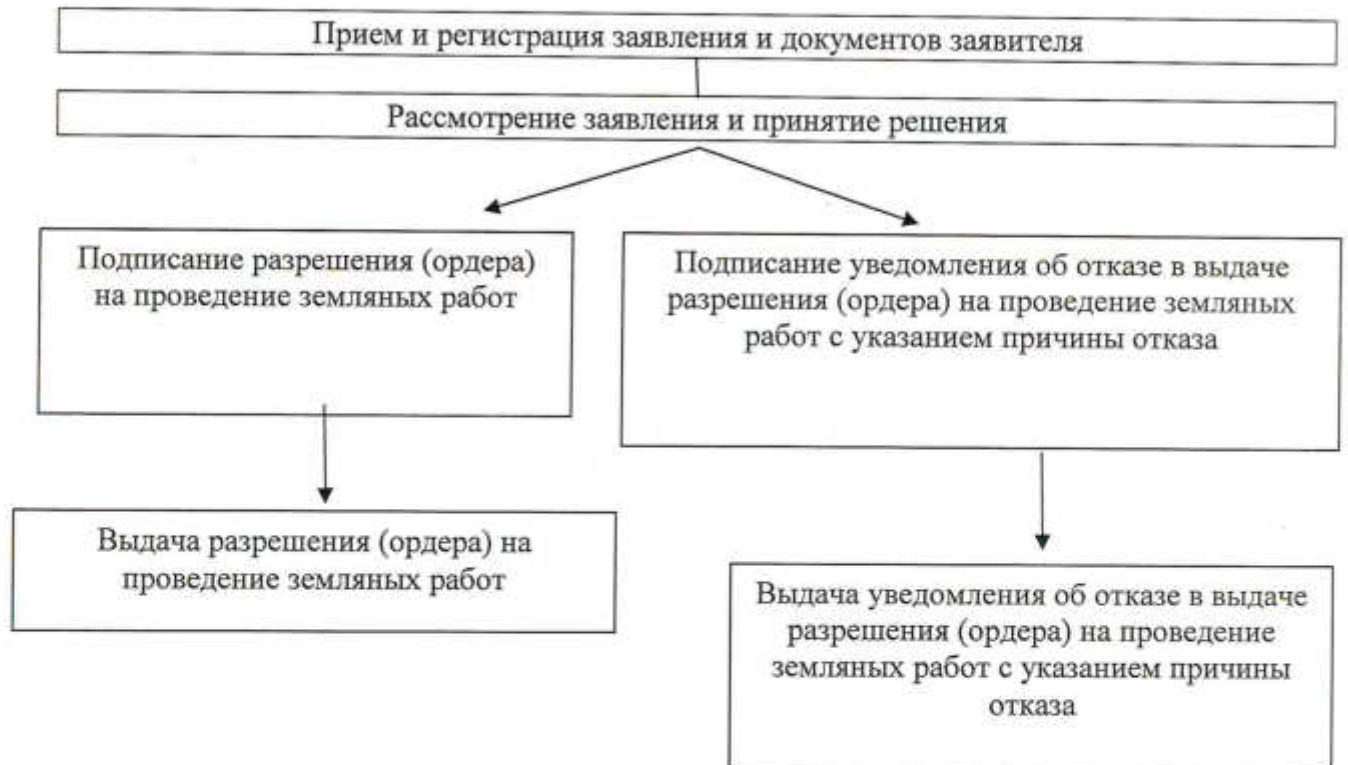 Прием и регистрация заявления и документов заявителя
Рассмотрение заявления и принятие решения
Подписание разрешения (ордера)
на проведение земляных работ
Подписание уведомления об отказе в выдаче
разрешения (ордера) на проведение земляных
работ с указанием причины отказа
Выдача разрешения (ордера) на
проведение земляных работ
Выдача уведомления об отказе в выдаче
разрешения (ордера) на проведение
земляных работ с указанием причины
отказа